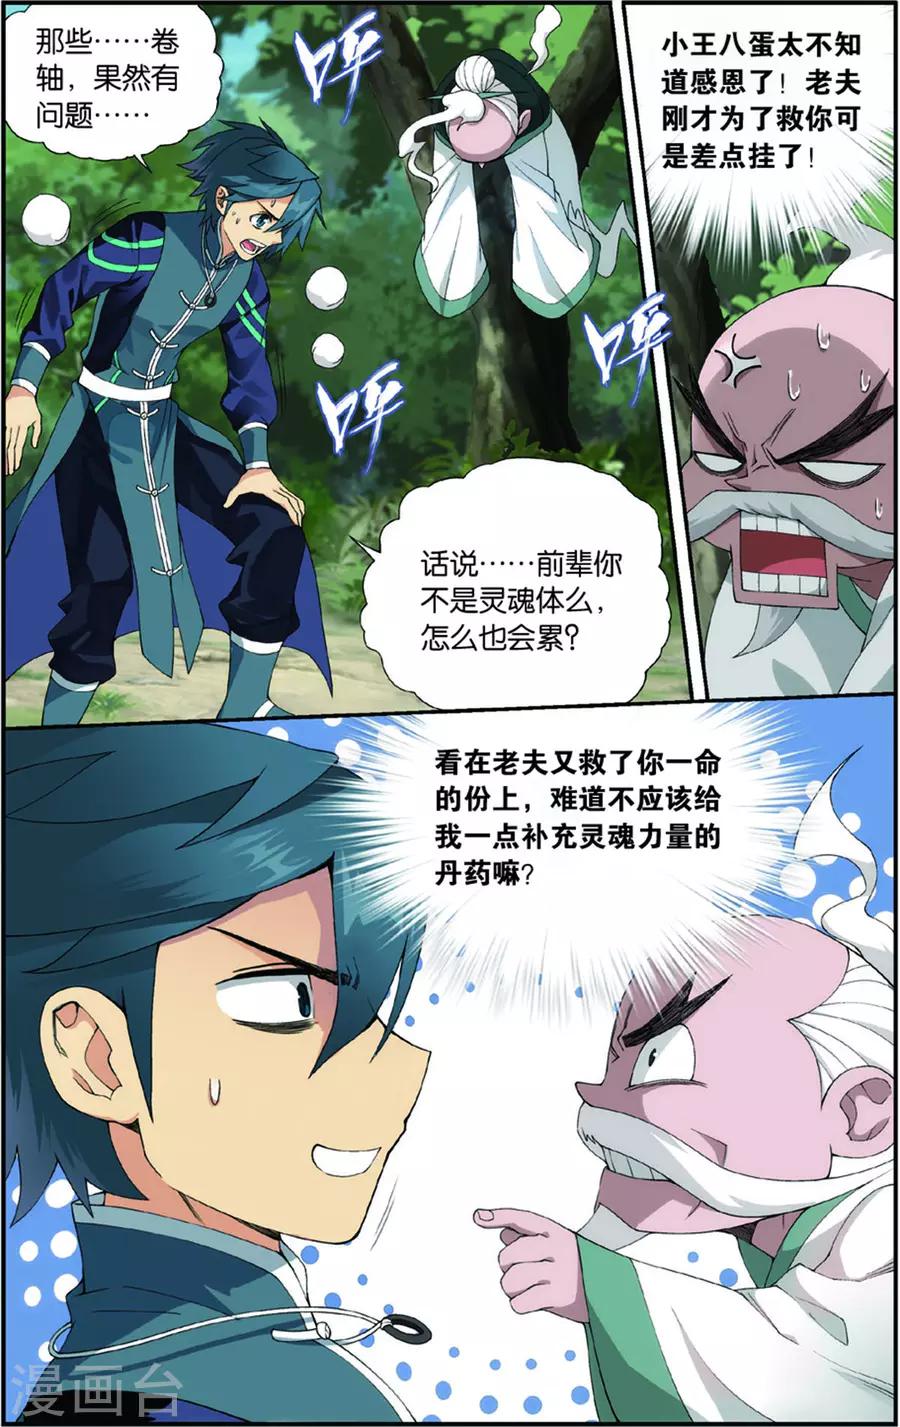 那些……卷
轴，果然有
问题……
呼
呼
呼
话说……前辈你
不是灵魂体么，
怎么也会累？
小王八蛋太不知
道感恩了！老夫
刚才为了救你可
是差点挂了！
看在老夫又救了你一命
的份上，难道不应该给
我一点补充灵魂力量的
丹药嘛？
漫画台